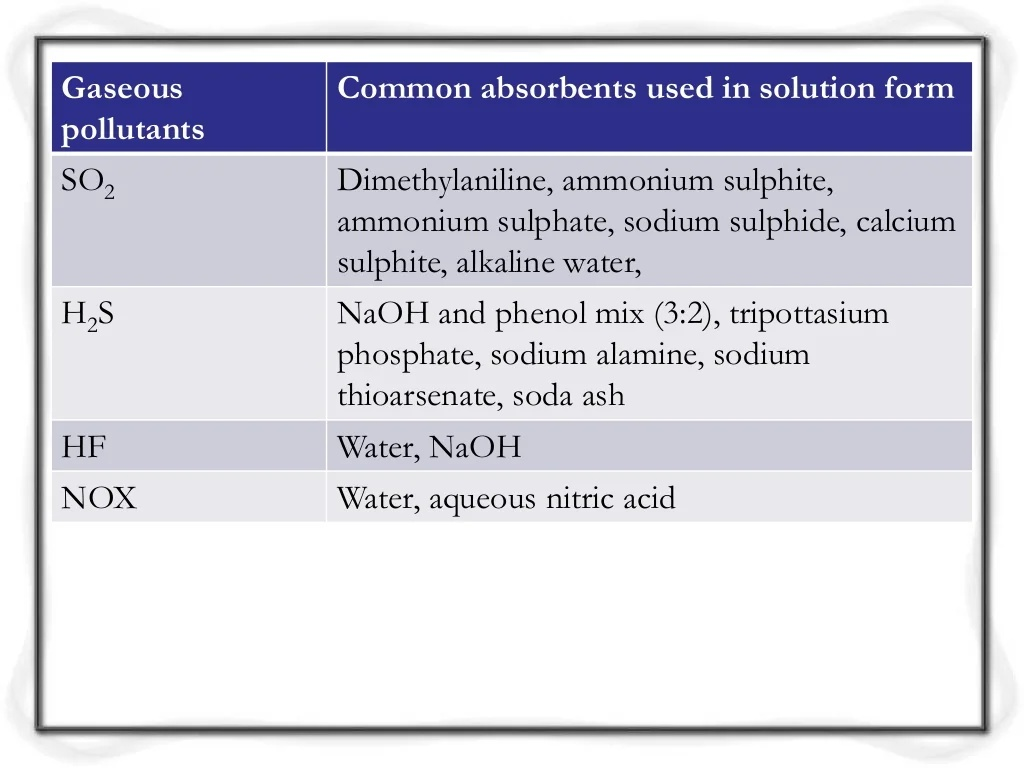 Gaseous
pollutants
Common absorbents used in solution form
SO₂
Dimethylaniline, ammonium sulphite,
ammonium sulphate, sodium sulphide, calcium
sulphite, alkaline water,
H₂S
NaOH and phenol mix (3:2), tripottasium
phosphate, sodium alamine, sodium
thioarsenate, soda ash
HF
Water, NaOH
NOX
Water, aqueous nitric acid